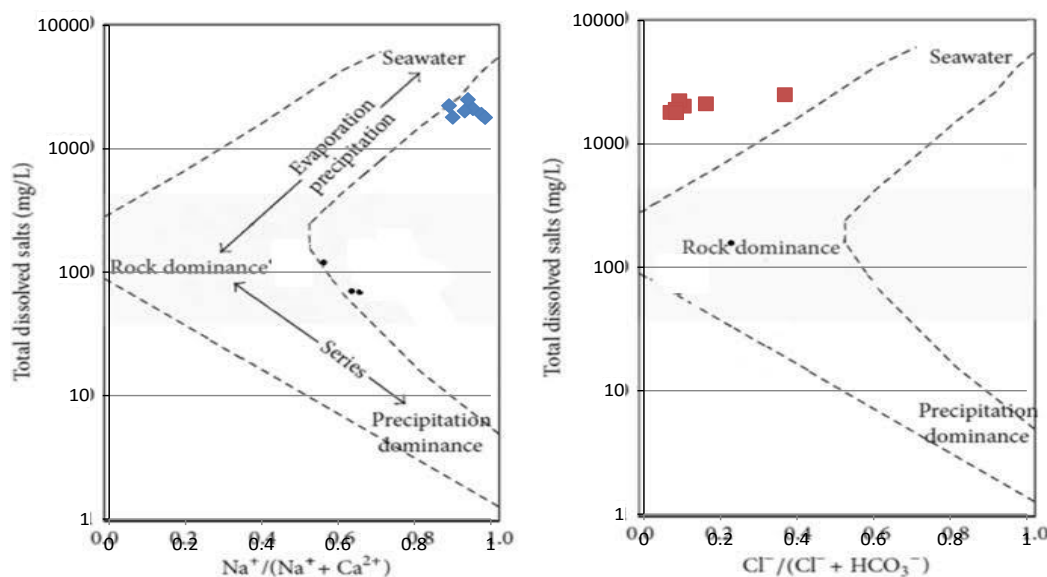 10000
1000
100
10
1
Total dissolved salts (mg/L)
Seawater
Evaporation
precipitation
Rock dominance
Series
Precipitation
dominance
0 0.2 0.4 0.6 0.8 1.0
Na⁺/(Na⁺ + Ca²⁺)
10000
1000
100
10
1
Total dissolved salts (mg/L)
Seawater
Rock dominance
Precipitation
dominance
0 0.2 0.4 0.6 0.8 1.0
Cl⁻/(Cl⁻ + HCO₃⁻)